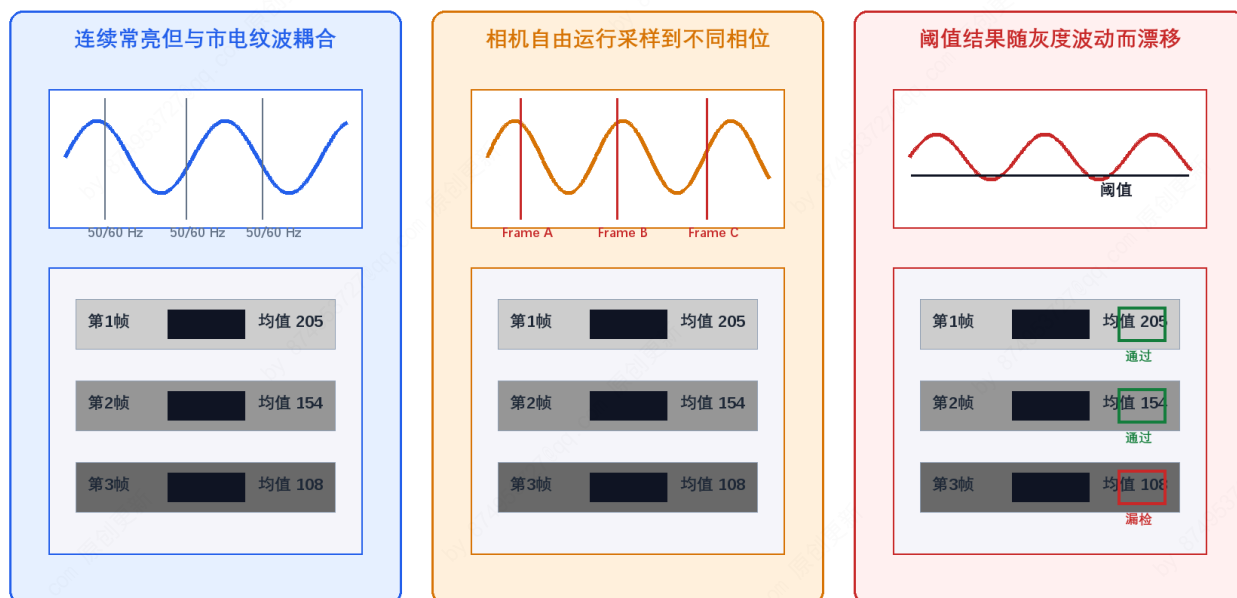 连续常亮但与市电纹波耦合
50/60 Hz 50/60 Hz 50/60 Hz
第1帧 均值 205
第2帧 均值 154
第3帧 均值 108
相机自由运行采样到不同相位
Frame A Frame B Frame C
第1帧 均值 205
第2帧 均值 154
第3帧 均值 108
阈值结果随灰度波动而漂移
阈值
第1帧 均值 205
通过
第2帧 均值 154
通过
第3帧 均值 108
漏检